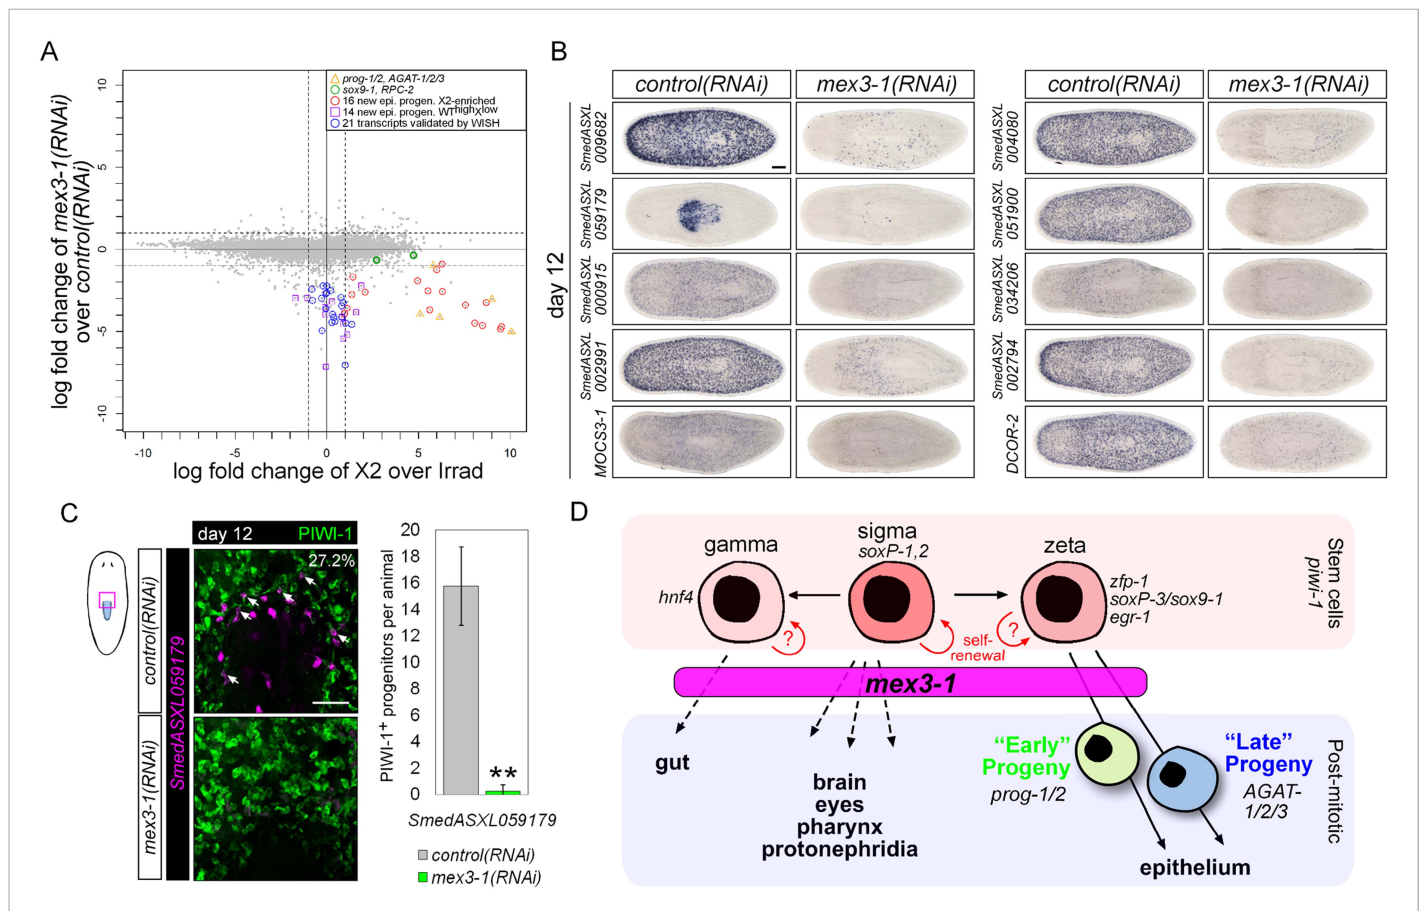 A
log fold change of mex3-1(RNAi)
over control(RNAi)
10
5
0
-5
-10
prog-1/2, AGAT-1/2/3
sox9-1, RPC-2
16 new epi. progen. X2-enriched
14 new epi. progen. WThighXlow
21 transcripts validated by WISH
-10
-5
0
5
10
log fold change of X2 over Irrad
B
control(RNAi)
mex3-1(RNAi)
control(RNAi)
mex3-1(RNAi)
day 12
SmedASXL
009682
SmedASXL
004080
SmedASXL
059179
SmedASXL
051900
SmedASXL
000915
SmedASXL
034206
SmedASXL
002991
SmedASXL
002794
MOCS3-1
DCOR-2
C
day 12
PIWI-1
27.2%
control(RNAi)
mex3-1(RNAi)
SmedASXL059179
PIWI-1+ progenitors per animal
20
18
16
14
12
10
8
6
4
2
0
**
SmedASXL059179
control(RNAi)
mex3-1(RNAi)
D
gamma
hnf4
?
sigma
soxP-1,2
self-
renewal
zeta
?
zfp-1
soxP-3/sox9-1
egr-1
Stem cells
piwi-1
mex3-1
gut
brain
eyes
pharynx
protonephridia
“Early”
Progeny
prog-1/2
“Late”
Progeny
AGAT-
1/2/3
epithelium
Post-mitotic